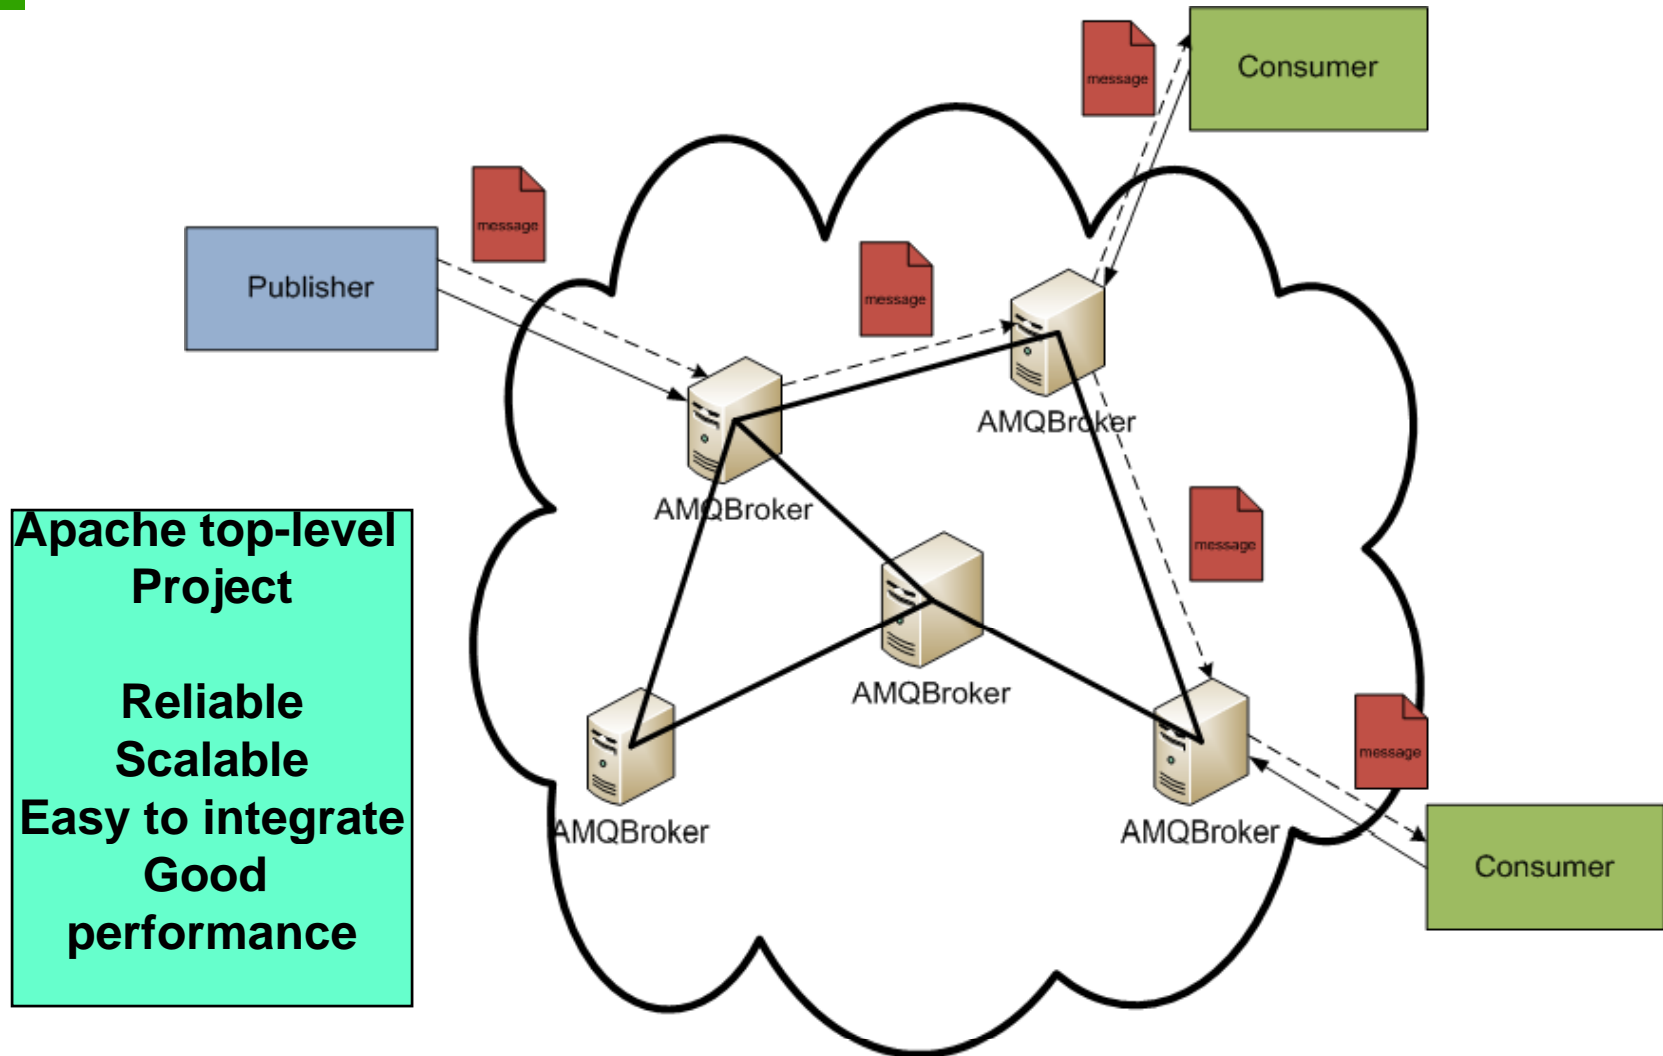 Consumer
message
message
Publisher
message
AMQBroker
AMQBroker
message
Apache top-level
Project
Reliable
Scalable
Easy to integrate
Good
performance
AMQBroker
message
AMQBroker
AMQBroker
Consumer